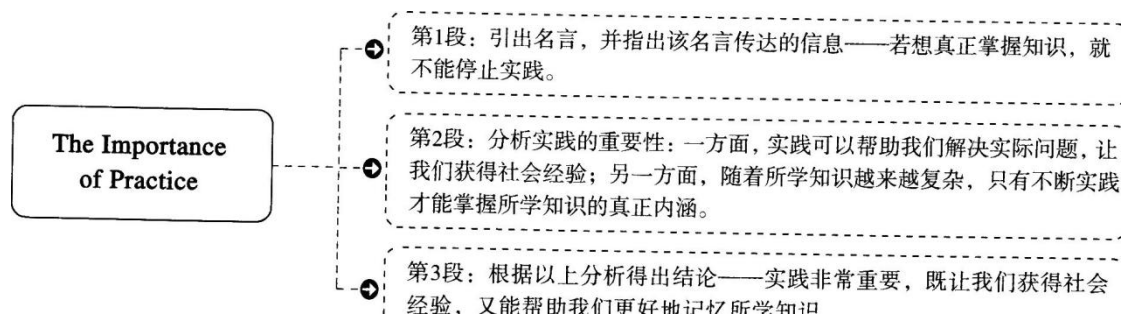 The Importance
of Practice
第1段：引出名言，并指出该名言传达的信息——若想真正掌握知识，就
不能停止实践。
第2段：分析实践的重要性：一方面，实践可以帮助我们解决实际问题，让
我们获得社会经验；另一方面，随着所学知识越来越复杂，只有不断实践
才能掌握所学知识的真正内涵。
第3段：根据以上分析得出结论——实践非常重要，既让我们获得社会
经验，又能帮助我们更好地记忆所学知识